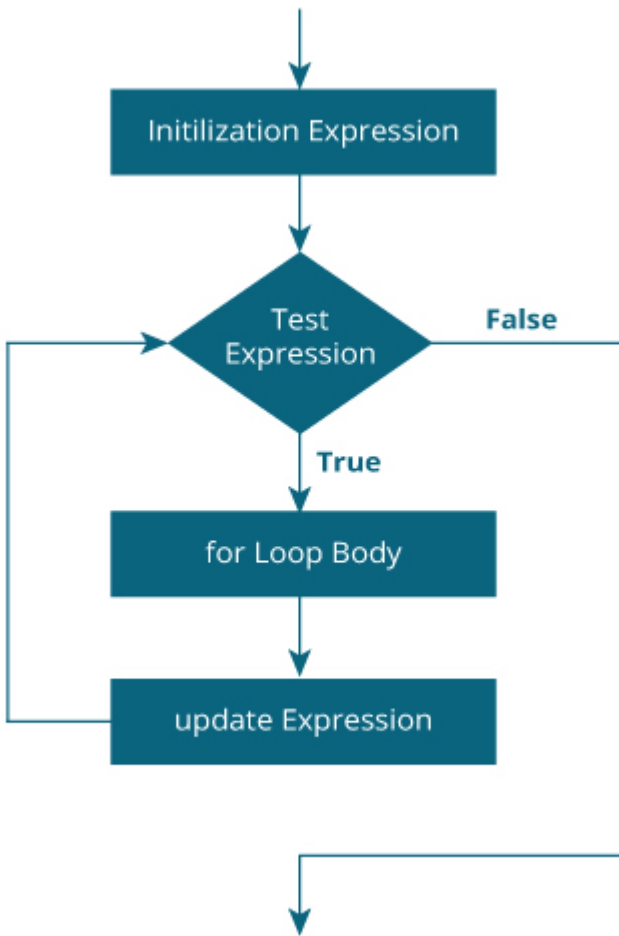 Initilization Expression
Test
Expression
False
True
for Loop Body
update Expression